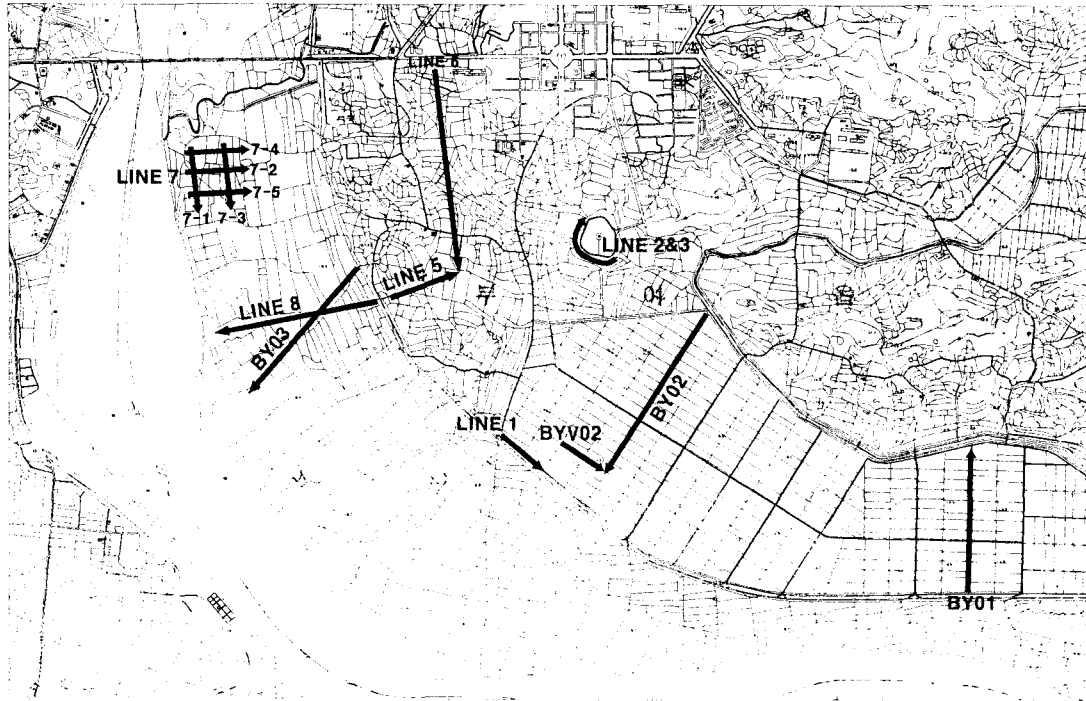 LINE 6
7-4
LINE 7
7-2
7-5
7-1
7-3
LINE 2&3
LINE 5
LINE 8
BY03
BY02
LINE 1
BYV02
BY01